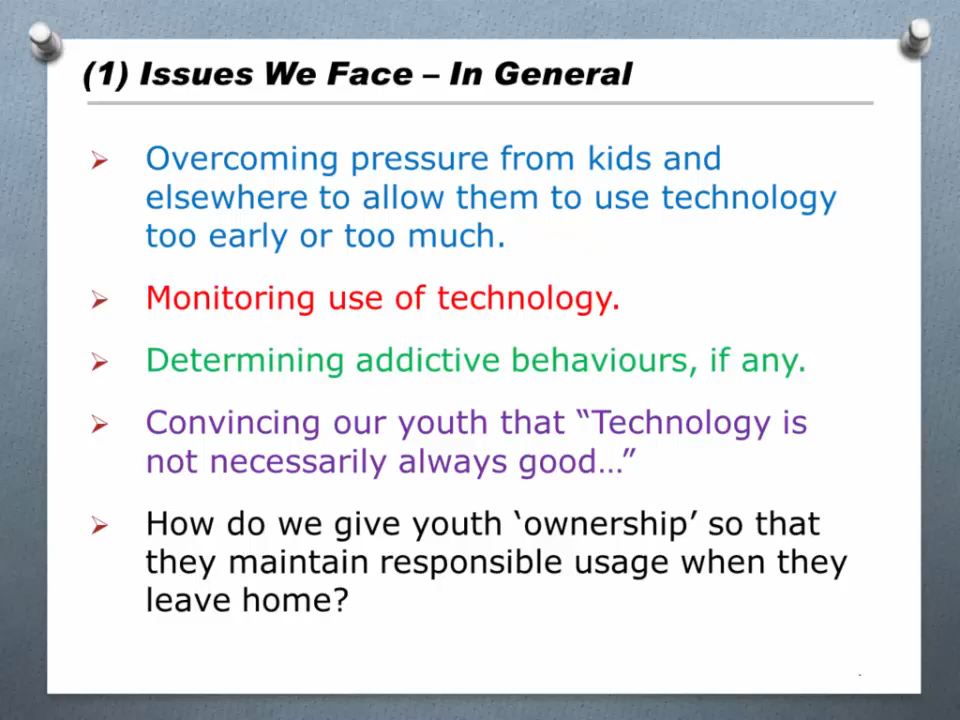 (1) Issues We Face – In General
Overcoming pressure from kids and
elsewhere to allow them to use technology
too early or too much.
Monitoring use of technology.
Determining addictive behaviours, if any.
Convincing our youth that “Technology is
not necessarily always good…”
How do we give youth ‘ownership’ so that
they maintain responsible usage when they
leave home?